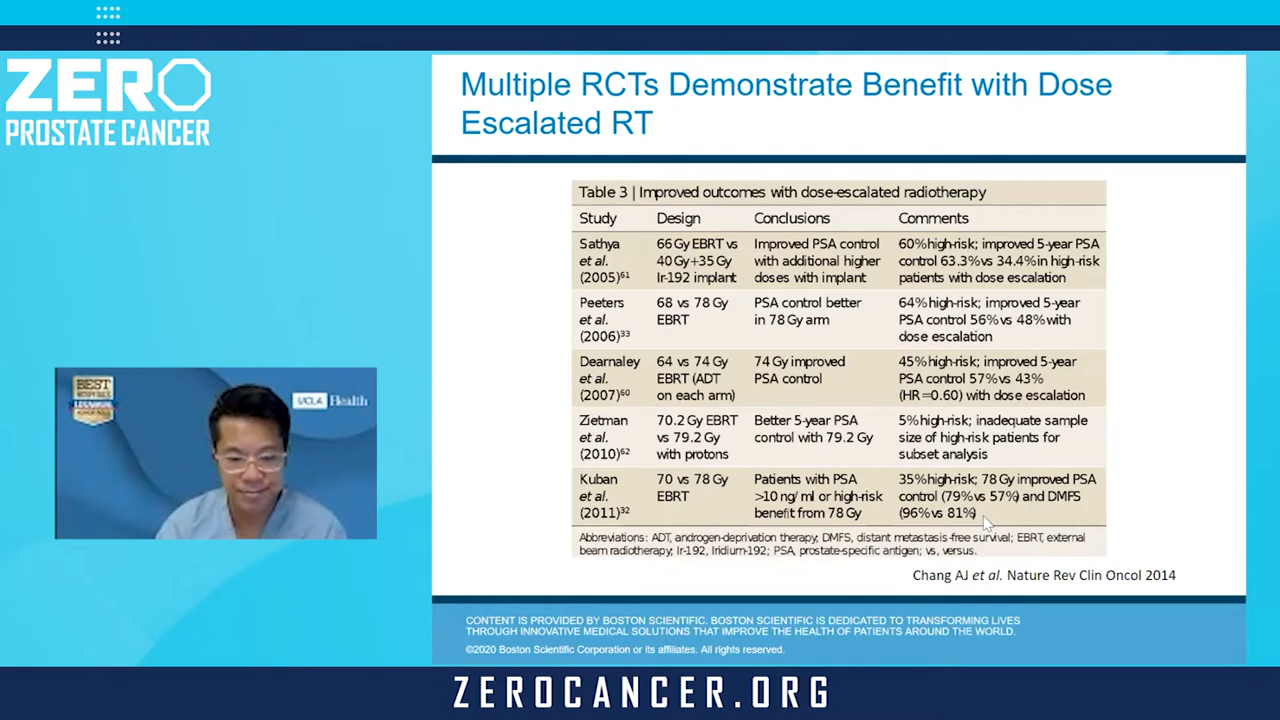 ZERO
PROSTATE CANCER
Multiple RCTs Demonstrate Benefit with Dose
Escalated RT
Table 3 | Improved outcomes with dose-escalated radiotherapy
Study Design Conclusions Comments
Sathya 66 Gy EBRT vs Improved PSA control 60% high-risk; improved 5-year PSA
et al. 40 Gy+35 Gy with additional higher control 63.3% vs 34.4% in high-risk
(2005)61 Ir-192 implant doses with implant patients with dose escalation
Peeters 68 vs 78 Gy PSA control better 64% high-risk; improved 5-year
et al. EBRT in 78 Gy arm PSA control 56% vs 48% with
(2006)33 dose escalation
Dearnaley 64 vs 74 Gy 74 Gy improved 45% high-risk; improved 5-year
et al. EBRT (ADT PSA control PSA control 57% vs 43%
(2007)60 on each arm) (HR=0.60) with dose escalation
Zietman 70.2 Gy EBRT Better 5-year PSA 5% high-risk; inadequate sample
et al. vs 79.2 Gy control with 79.2 Gy size of high-risk patients for
(2010)62 with protons subset analysis
Kuban 70 vs 78 Gy Patients with PSA 35% high-risk; 78 Gy improved PSA
et al. EBRT >10 ng/ml or high-risk control (79% vs 57%) and DMFS
(2011)32 benefit from 78 Gy (96% vs 81%)
Abbreviations: ADT, androgen-deprivation therapy; DMFS, distant metastasis-free survival; EBRT, external
beam radiotherapy; Ir-192, Iridium-192; PSA, prostate-specific antigen; vs, versus.
Chang AJ et al. Nature Rev Clin Oncol 2014
BEST
HOSPITALS
UCLA Health
CONTENT IS PROVIDED BY BOSTON SCIENTIFIC. BOSTON SCIENTIFIC IS DEDICATED TO TRANSFORMING LIVES
THROUGH INNOVATIVE MEDICAL SOLUTIONS THAT IMPROVE THE HEALTH OF PATIENTS AROUND THE WORLD.
©2020 Boston Scientific Corporation or its affiliates. All rights reserved.
ZEROCANCER.ORG